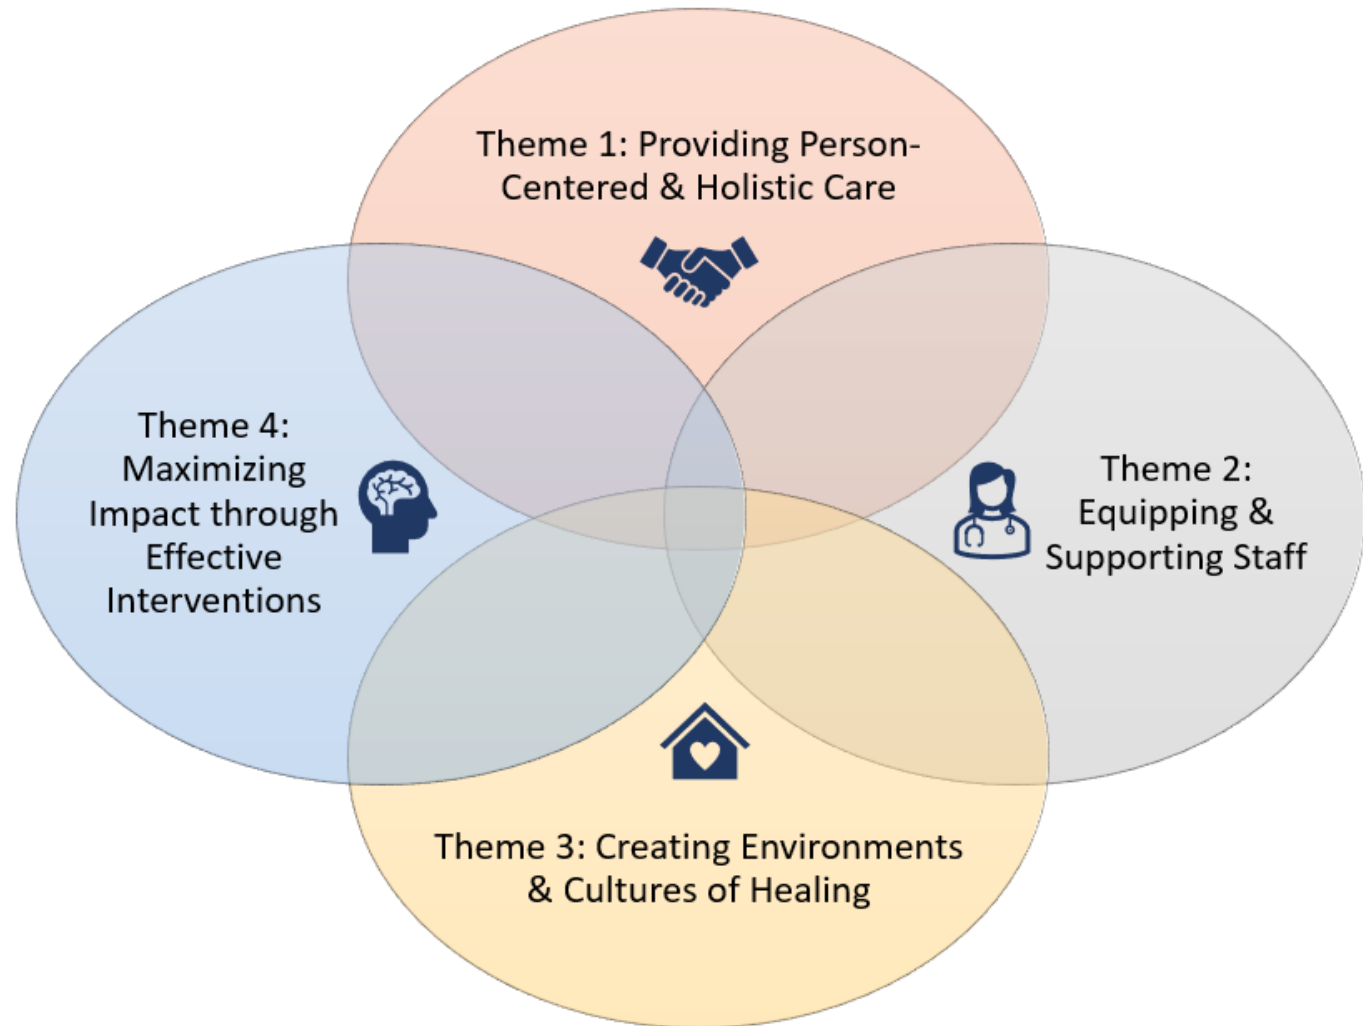 Theme 1: Providing Person-
Centered & Holistic Care
Theme 4:
Maximizing
Impact through
Effective
Interventions
Theme 2:
Equipping &
Supporting Staff
Theme 3: Creating Environments
& Cultures of Healing